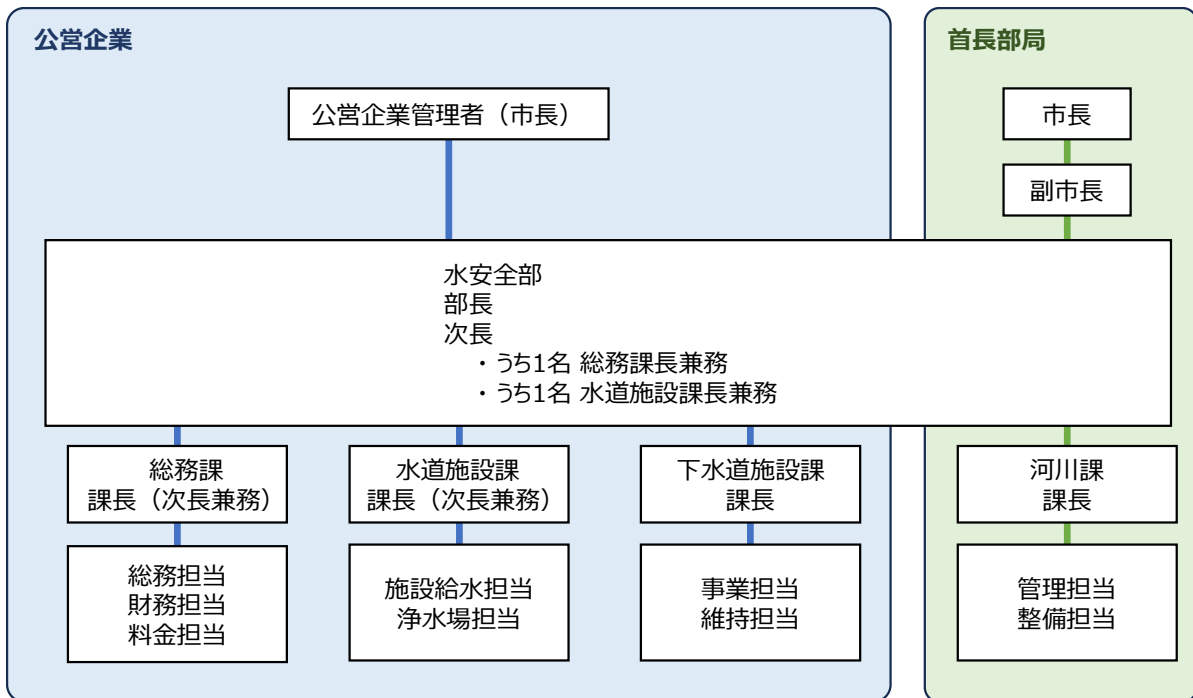 公営企業
首長部局
公営企業管理者（市長）
市長
副市長
水安全部
部長
次長
・うち1名 総務課長兼務
・うち1名 水道施設課長兼務
総務課
課長（次長兼務）
水道施設課
課長（次長兼務）
下水道施設課
課長
河川課
課長
総務担当
財務担当
料金担当
施設給水担当
浄水場担当
事業担当
維持担当
管理担当
整備担当